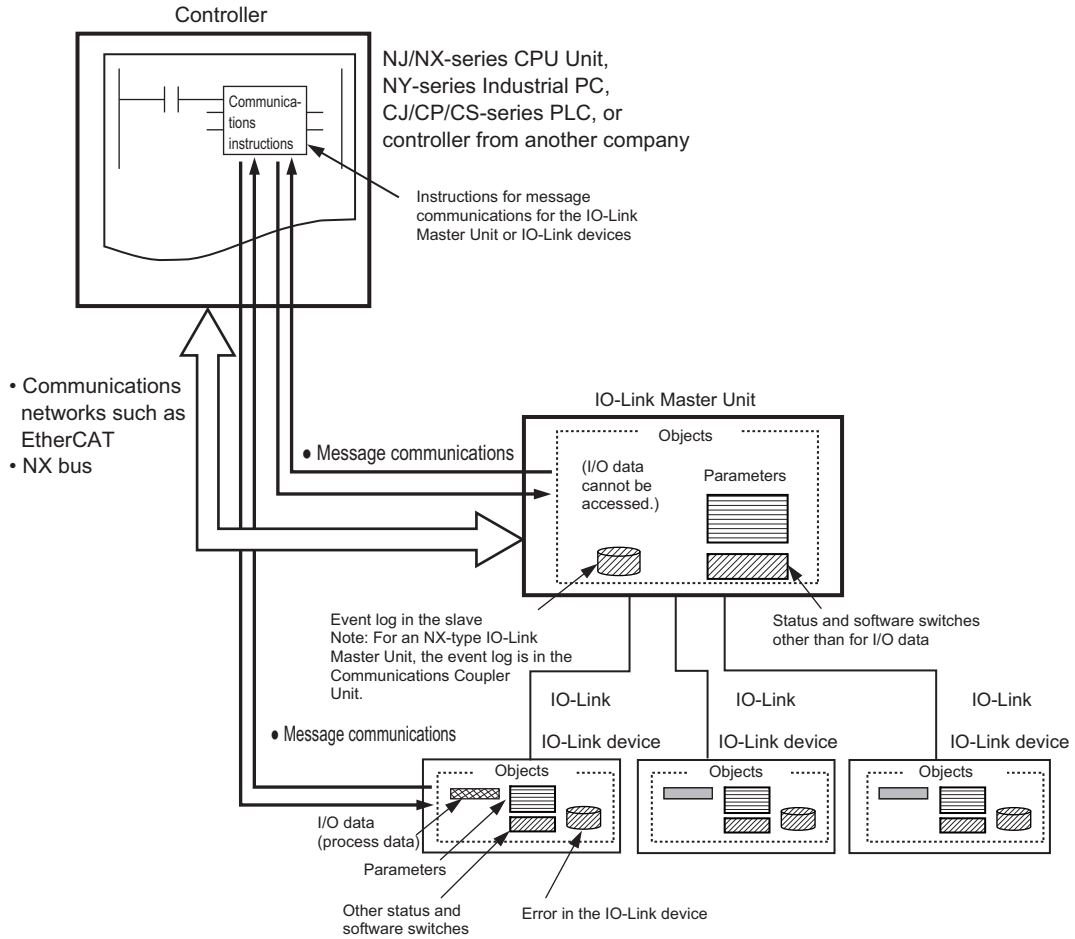 Controller
NJ/NX-series CPU Unit,
NY-series Industrial PC,
CJ/CP/CS-series PLC, or
controller from another company
Communica-
tions
instructions
Instructions for message
communications for the IO-Link
Master Unit or IO-Link devices
• Communications
networks such as
EtherCAT
• NX bus
IO-Link Master Unit
Objects
● Message communications
(I/O data
cannot be
accessed.)
Parameters
Event log in the slave
Note: For an NX-type IO-Link
Master Unit, the event log is in the
Communications Coupler
Unit.
Status and software switches
other than for I/O data
IO-Link
IO-Link
IO-Link
● Message communications
IO-Link device
IO-Link device
IO-Link device
Objects
Objects
Objects
I/O data
(process data)
Parameters
Other status and
software switches
Error in the IO-Link device